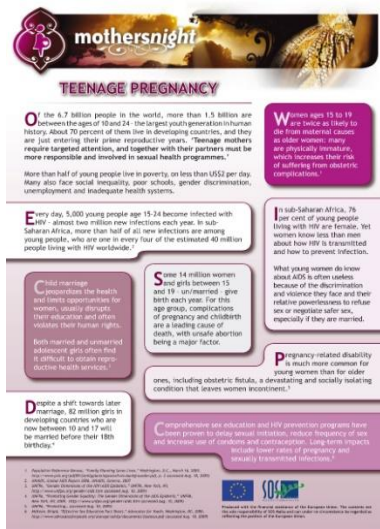 mothersnight
TEENAGE PREGNANCY
Of the 6.7 billion people in the world, more than 1.5 billion are
between the ages of 10 and 24 - the largest youth generation in human
history. About 70 percent of them live in developing countries, and they
are just entering their prime reproductive years. 'Teenage mothers
require targeted attention, and together with their partners must be
more responsible and involved in sexual health programmes.'
More than half of young people live in poverty, on less than US$2 per day.
Many also face social inequality, poor schools, gender discrimination,
unemployment and inadequate health systems.
Women ages 15 to 19
are twice as likely to
die from maternal causes
as older women; many
are physically immature,
which increases their risk
of suffering from obstetric
complications.
Every day, 5,000 young people age 15-24 become infected with
HIV - almost two million new infections each year. In sub-
Saharan Africa, more than half of all new infections are among
young people, who are one in every four of the estimated 40 million
people living with HIV worldwide.
In sub-Saharan Africa, 76
per cent of young people
living with HIV are female. Yet
women know less than men
about how HIV is transmitted
and how to prevent infection.
What young women do know
about AIDS is often useless
because of the discrimination
and violence they face and their
relative powerlessness to refuse
sex or negotiate safer sex,
especially if they are married.
Child marriage
jeopardizes the health
and limits opportunities for
women, usually disrupts
their education and often
violates their human rights.
Both married and unmarried
adolescent girls often find
it difficult to obtain repro-
ductive health services.
Some 14 million women
and girls between 15
and 19 - un/married - give
birth each year. For this
age group, complications
of pregnancy and childbirth
are a leading cause of
death, with unsafe abortion
being a major factor.
Pregnancy-related disability
is much more common for
young women than for older
ones, including obstetric fistula, a devastating and socially isolating
condition that leaves women incontinent.
Despite a shift towards later
marriage, 82 million girls in
developing countries who are
now between 10 and 17 will
be married before their 18th
birthday.
Comprehensive sex education and HIV prevention programs have
been proven to delay sexual initiation, reduce frequency of sex
and increase use of condoms and contraception. Long-term impacts
include lower rates of pregnancy and
sexually transmitted infections.
SOS